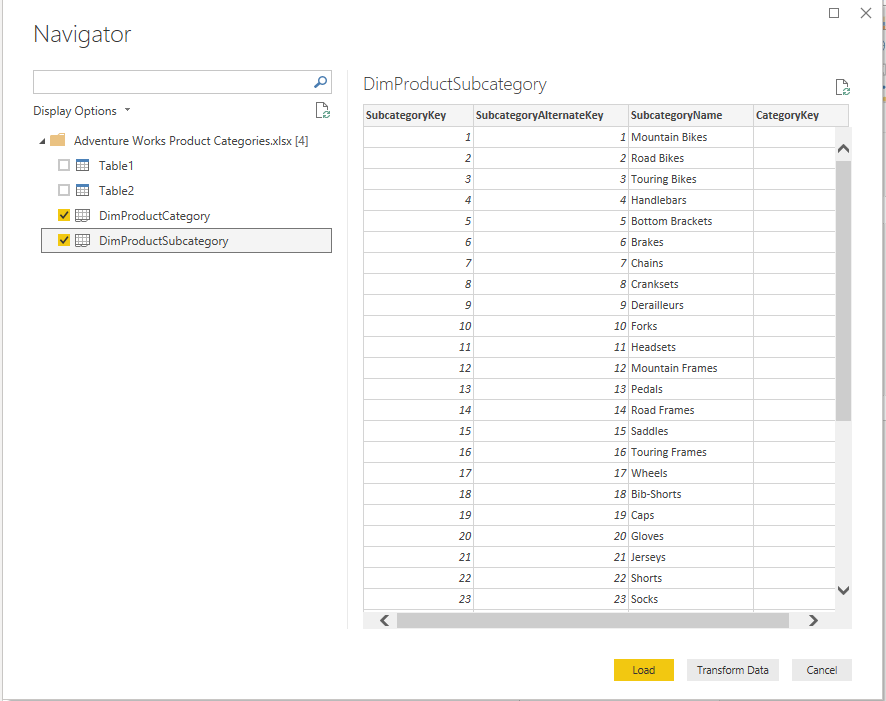 Navigator
Display Options
Adventure Works Product Categories.xlsx [4]
Table1
Table2
DimProductCategory
DimProductSubcategory
DimProductSubcategory
SubcategoryKey SubcategoryAlternateKey SubcategoryName CategoryKey
1 1 Mountain Bikes
2 2 Road Bikes
3 3 Touring Bikes
4 4 Handlebars
5 5 Bottom Brackets
6 6 Brakes
7 7 Chains
8 8 Cranksets
9 9 Derailleurs
10 10 Forks
11 11 Headsets
12 12 Mountain Frames
13 13 Pedals
14 14 Road Frames
15 15 Saddles
16 16 Touring Frames
17 17 Wheels
18 18 Bib-Shorts
19 19 Caps
20 20 Gloves
21 21 Jerseys
22 22 Shorts
23 23 Socks
Load Transform Data Cancel